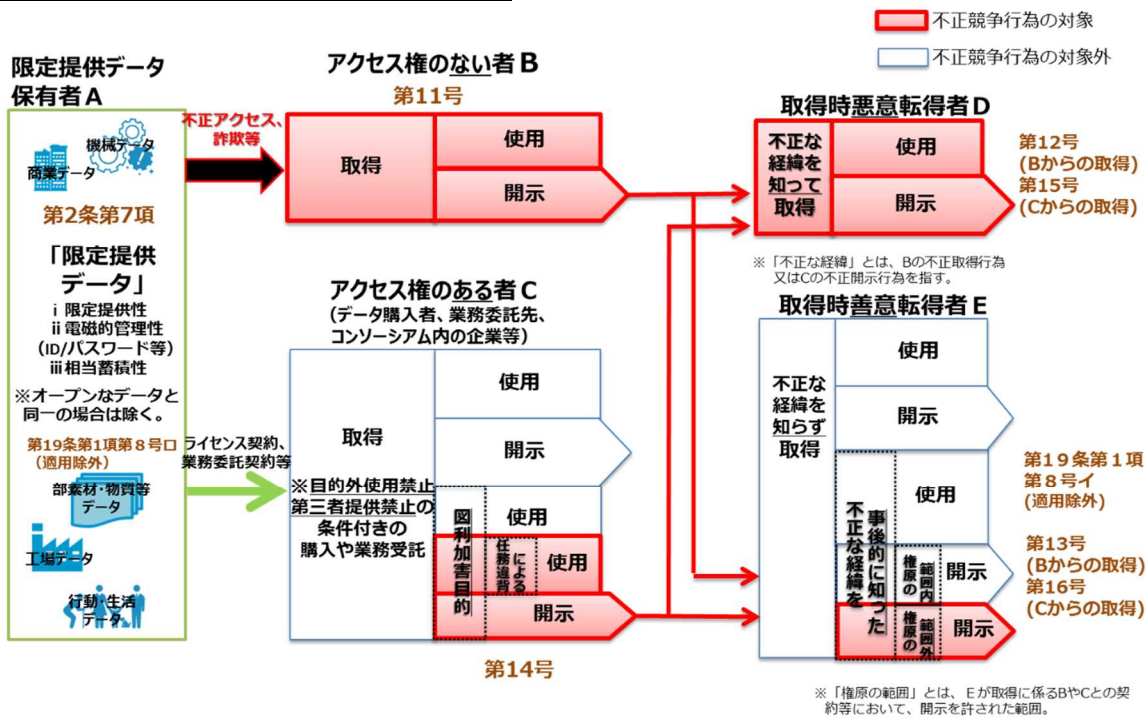 不正競争行為の対象
不正競争行為の対象外
限定提供データ
保有者A
機械データ
商業データ
第2条第7項
「限定提供
データ」
ⅰ 限定提供性
ⅱ 電磁的管理性
（ID/パスワード等）
ⅲ 相当蓄積性
※オープンなデータと
同一の場合は除く。
第19条第1項第8号ロ
（適用除外）
部素材・物質等
データ
工場データ
行動・生活
データ
不正アクセス、
詐欺等
ライセンス契約、
業務委託契約等
アクセス権のない者B
第11号
取得
使用
開示
アクセス権のある者C
（データ購入者、業務委託先、
コンソーシアム内の企業等）
取得
※目的外使用禁止
第三者提供禁止の
条件付きの
購入や業務受託
使用
開示
図利加害目的
使用
任務違背
による
使用
開示
第14号
取得時悪意転得者D
不正な
経緯を
知って
取得
使用
開示
第12号
(Bからの取得)
第15号
(Cからの取得)
※「不正な経緯」とは、Bの不正取得行為
又はCの不正開示行為を指す。
取得時善意転得者E
不正な
経緯を
知らず
取得
使用
開示
不正な経緯を
事後的に知った
使用
権原の
範囲内
開示
権原の
範囲外
開示
第19条第１項
第８号イ
(適用除外)
第13号
(Bからの取得)
第16号
(Cからの取得)
※「権原の範囲」とは、Eが取得に係るBやCとの契
約等において、開示を許された範囲。